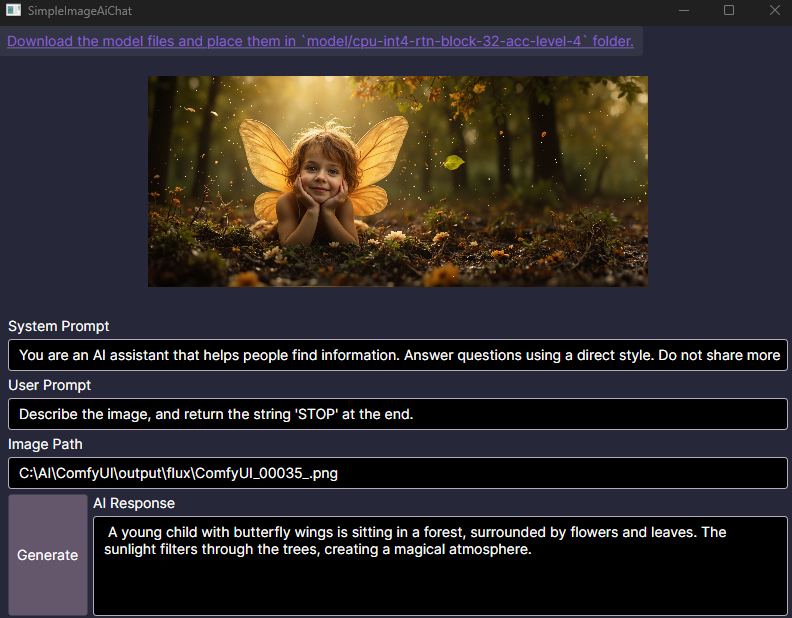 SimpleImageAiChat
Download the model files and place them in `model/cpu-int4-rtn-block-32-acc-level-4` folder.
System Prompt
You are an AI assistant that helps people find information. Answer questions using a direct style. Do not share more
User Prompt
Describe the image, and return the string 'STOP' at the end.
Image Path
C:\AI\ComfyUI\output\flux\ComfyUI_00035_.png
Generate
AI Response
A young child with butterfly wings is sitting in a forest, surrounded by flowers and leaves. The
sunlight filters through the trees, creating a magical atmosphere.